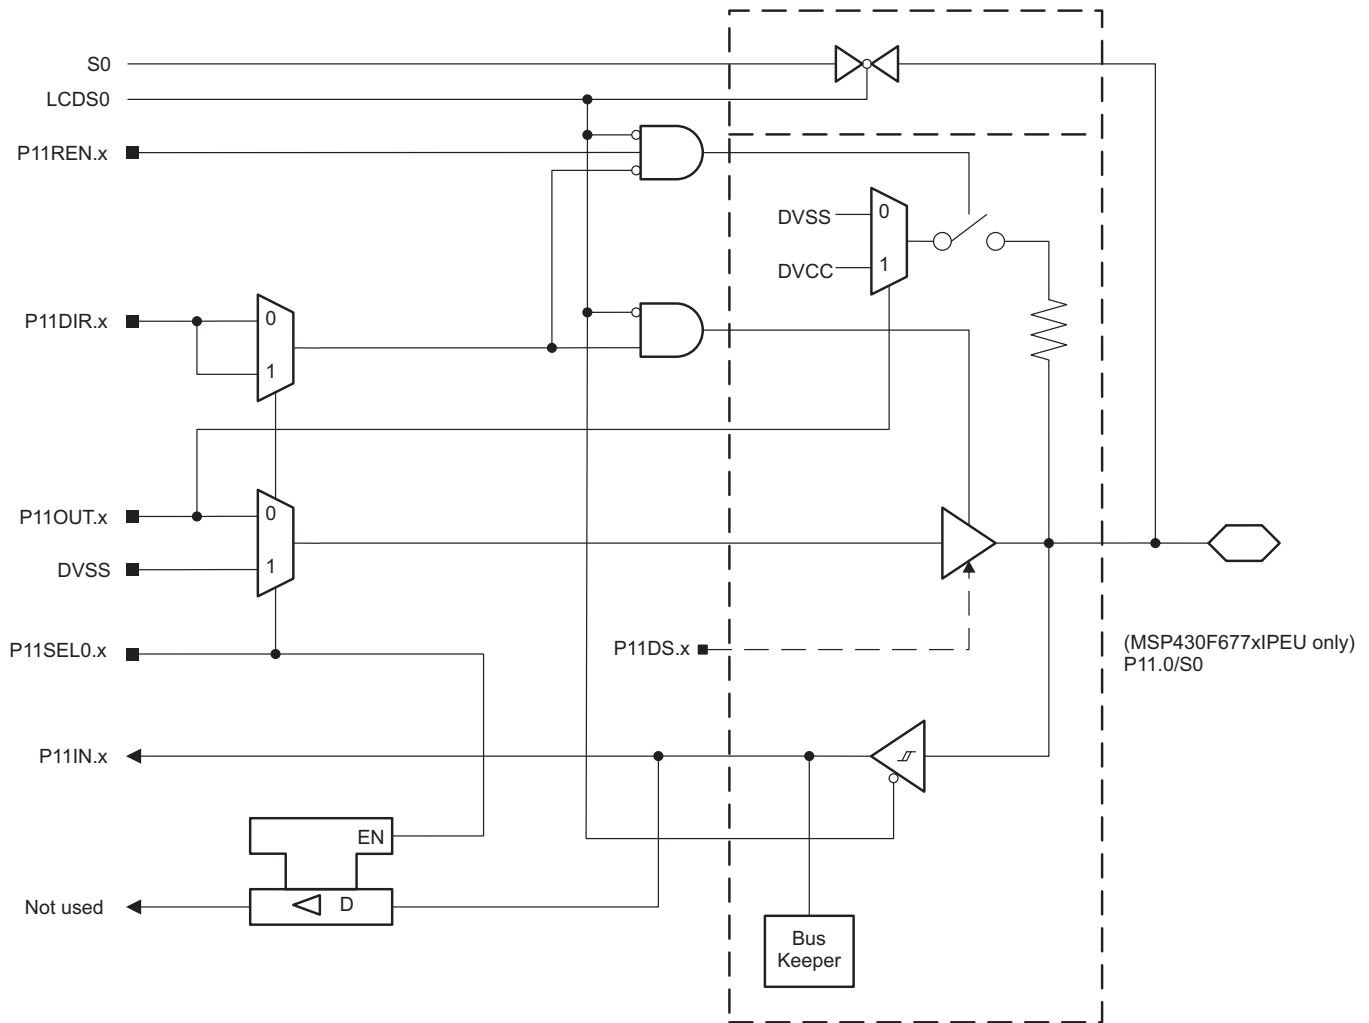 S0
LCDS0
P11REN.x
DVSS
0
DVCC
1
P11DIR.x
0
1
P11OUT.x
0
DVSS
1
P11SEL0.x
P11DS.x
(MSP430F677xIPEU only)
P11.0/S0
P11IN.x
EN
Not used
D
Bus
Keeper